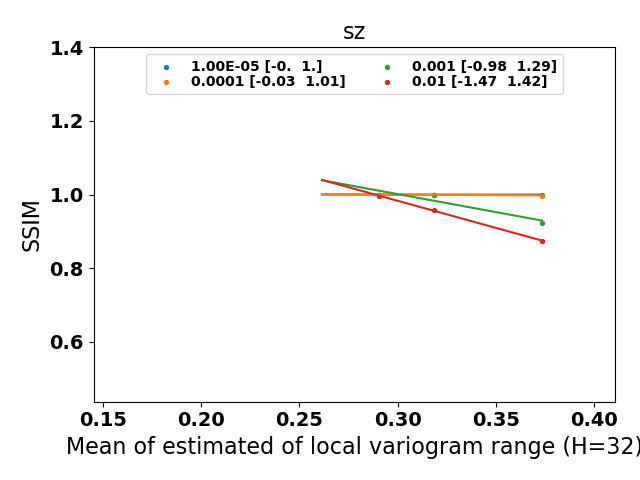 sz
1.00E-05 [-0.  1.]
0.0001 [-0.03  1.01]
0.001 [-0.98  1.29]
0.01 [-1.47  1.42]
1.4
1.2
1.0
0.8
0.6
SSIM
0.15 0.20 0.25 0.30 0.35 0.40
Mean of estimated of local variogram range (H=32)